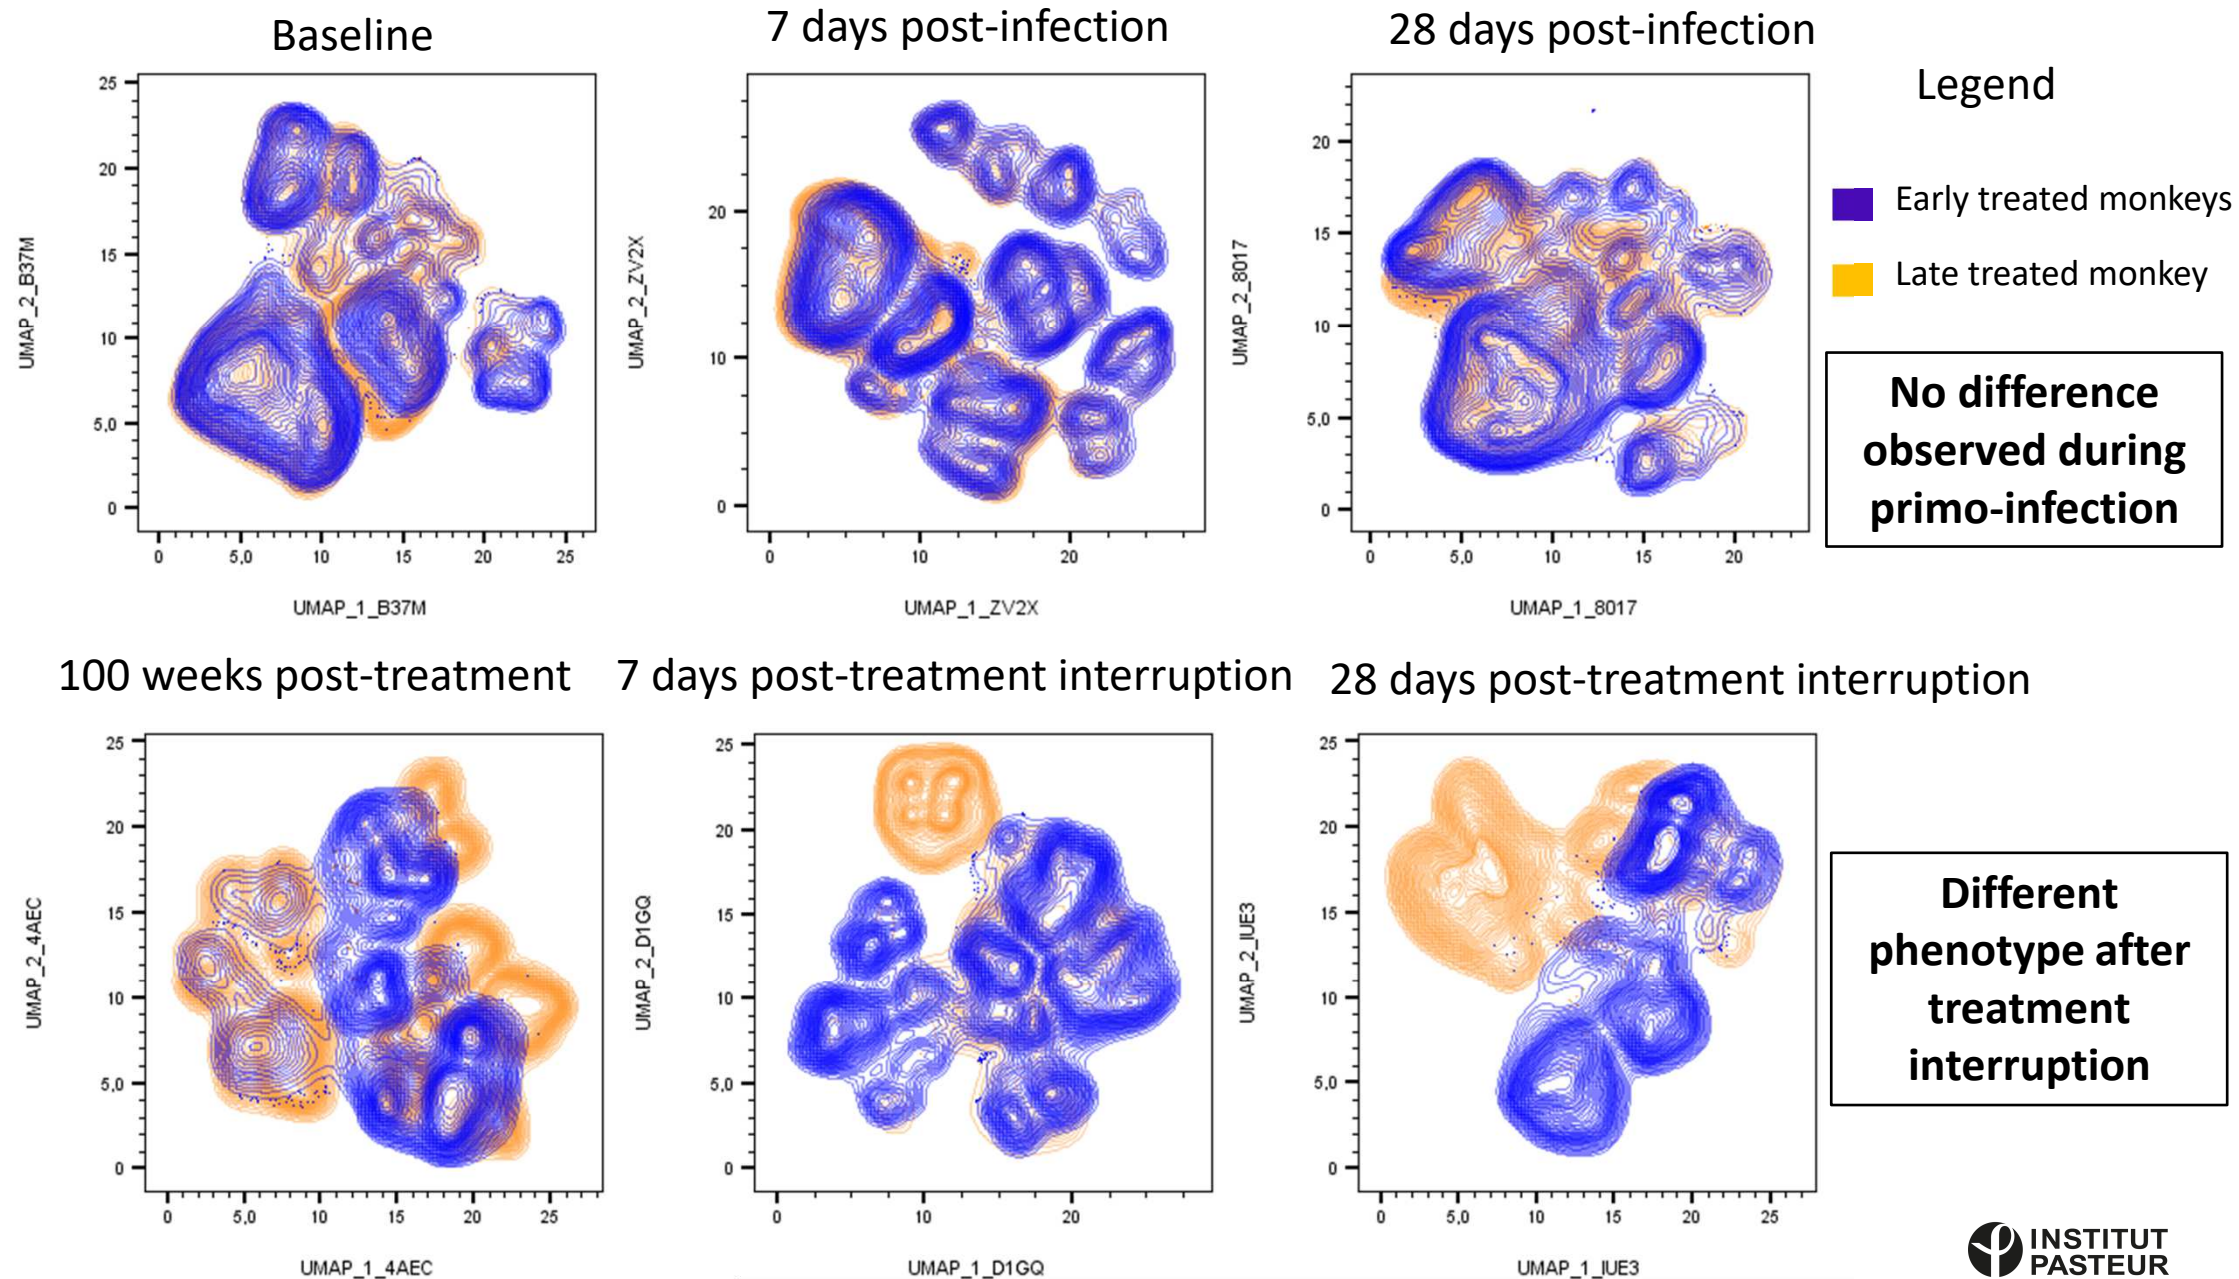 Baseline
7 days post-infection
28 days post-infection
Legend
Early treated monkeys
Late treated monkey
25
20
15
10
5,0
0
0
5,0
10
15
20
25
UMAP_2_B37M
UMAP_1_B37M
20
10
0
0
10
20
UMAP_2_ZV2X
UMAP_1_ZV2X
20
15
10
5,0
0
0
5,0
10
15
20
UMAP_2_8017
UMAP_1_8017
No difference
observed during
primo-infection
100 weeks post-treatment
7 days post-treatment interruption
28 days post-treatment interruption
25
20
15
10
5,0
0
0
5,0
10
15
20
25
UMAP_2_4AEC
UMAP_1_4AEC
25
20
15
10
5,0
0
0
10
20
UMAP_2_D1GQ
UMAP_1_D1GQ
25
20
15
10
5,0
0
0
5,0
10
15
20
25
UMAP_2_IUE3
UMAP_1_IUE3
Different
phenotype after
treatment
interruption
INSTITUT
PASTEUR